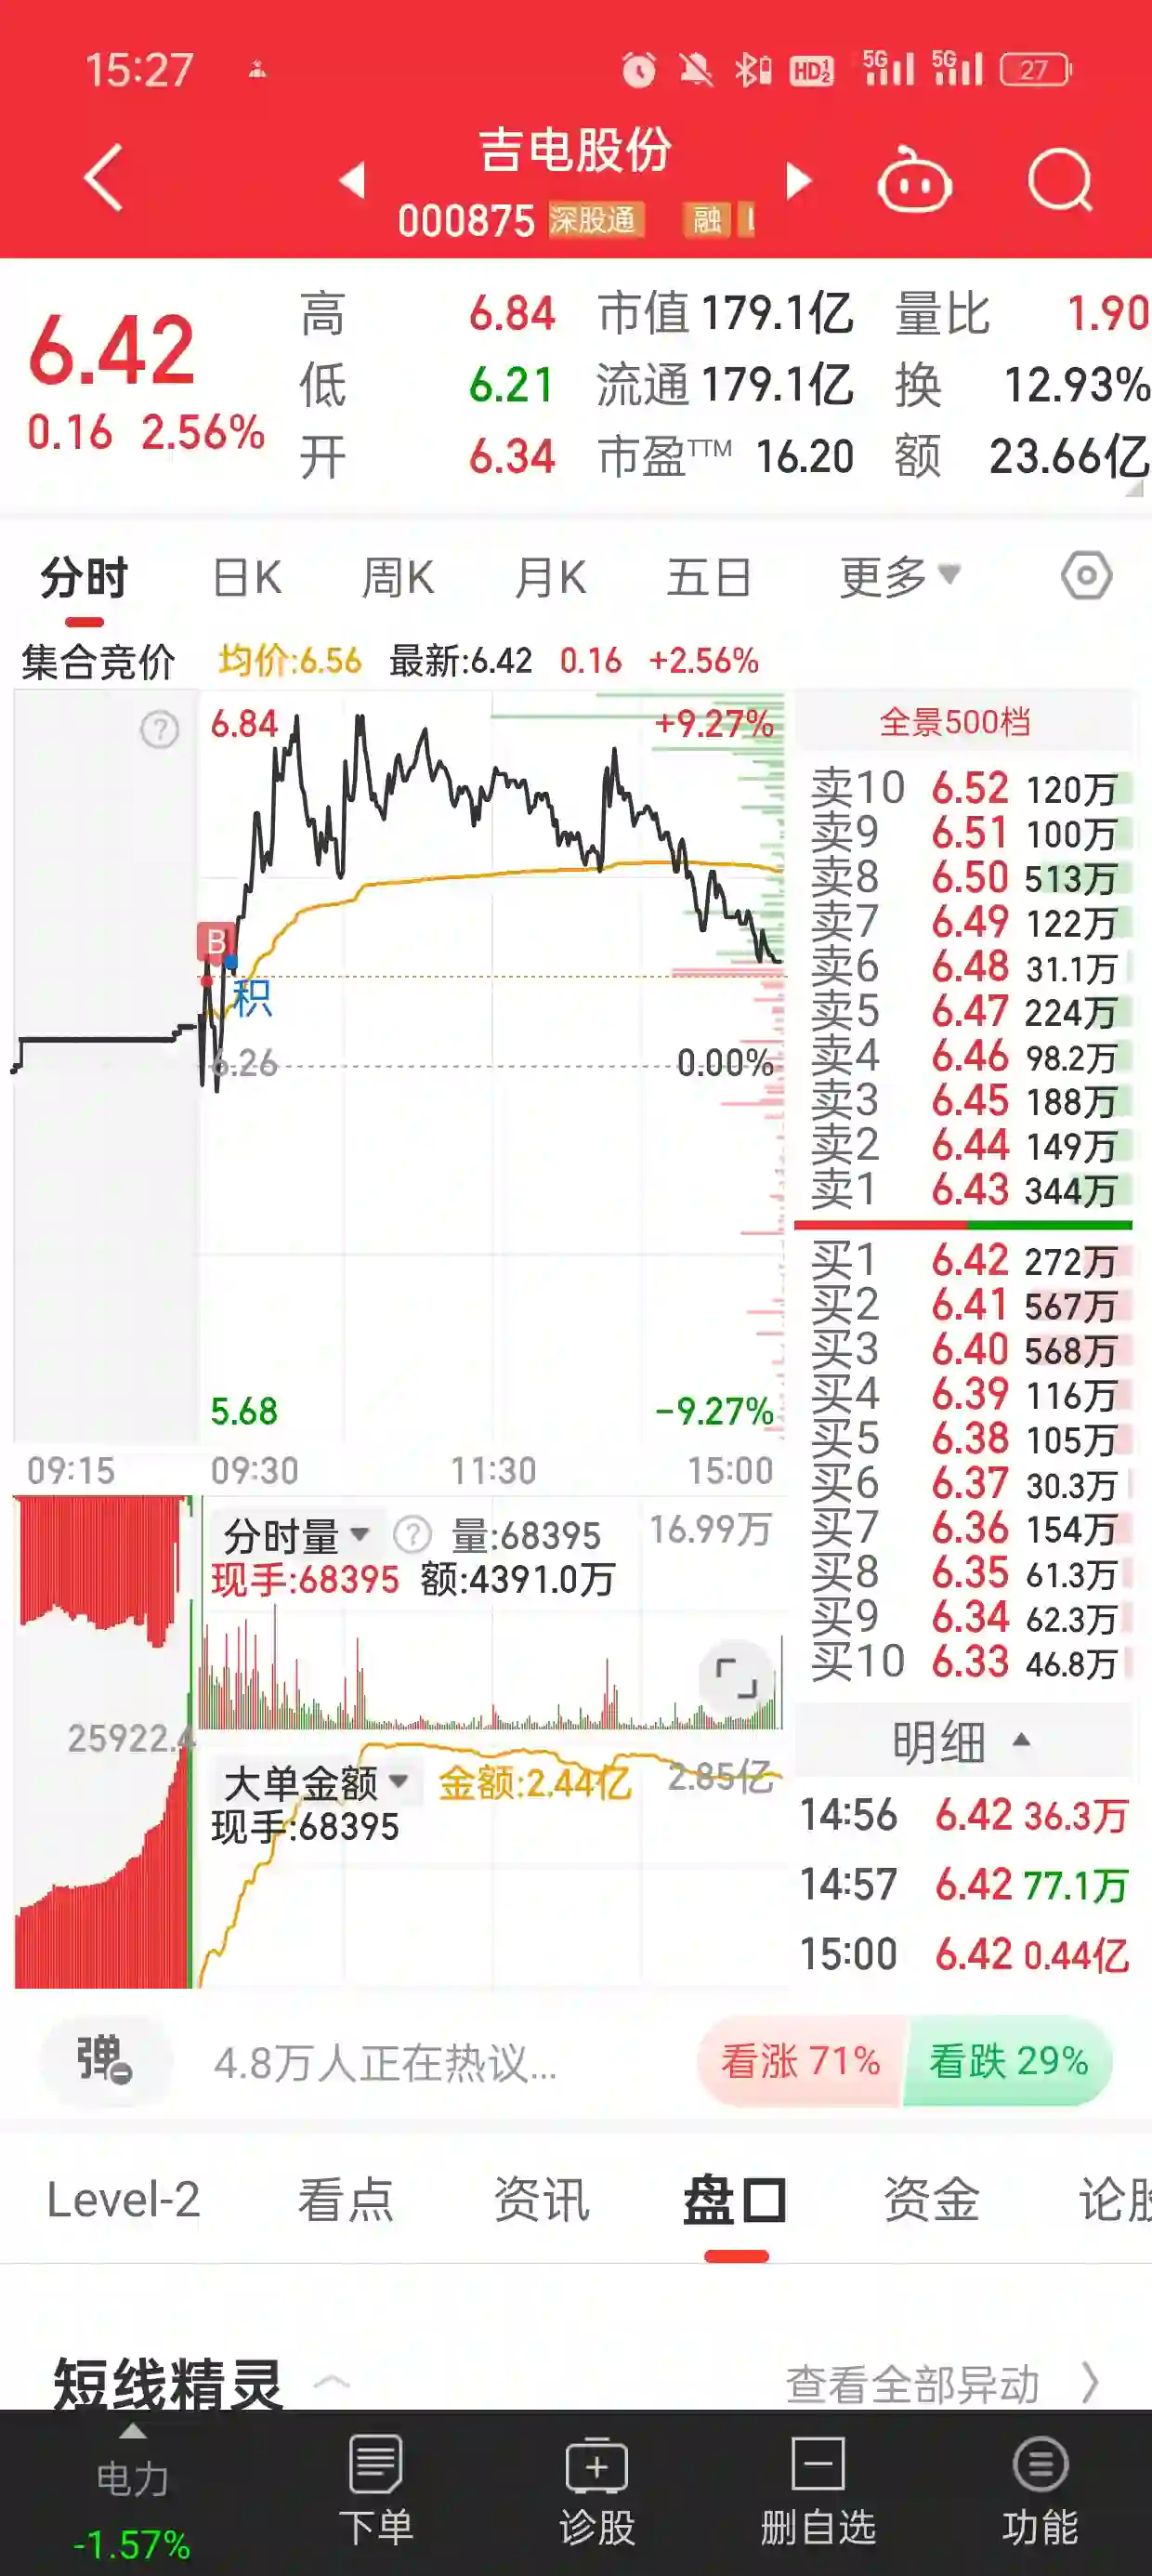 15:27 HD12 5G 5G 27
吉电股份
000875 深股通 融
6.42
0.16 2.56%
高 6.84 市值 179.1亿 量比 1.90
低 6.21 流通 179.1亿 换 12.93%
开 6.34 市盈TTM 16.20 额 23.66亿
分时 日K 周K 月K 五日 更多
集合竞价 均价:6.56 最新:6.42 0.16 +2.56%
6.84 +9.27%
B
积
6.26 0.00%
5.68 -9.27%
09:15 09:30 11:30 15:00
分时量 ? 量:68395 16.99万
现手:68395 额:4391.0万
25922.4
大单金额 金额:2.44亿 2.85亿
现手:68395
?
全景500档
卖10 6.52 120万
卖9 6.51 100万
卖8 6.50 513万
卖7 6.49 122万
卖6 6.48 31.1万
卖5 6.47 224万
卖4 6.46 98.2万
卖3 6.45 188万
卖2 6.44 149万
卖1 6.43 344万
买1 6.42 272万
买2 6.41 567万
买3 6.40 568万
买4 6.39 116万
买5 6.38 105万
买6 6.37 30.3万
买7 6.36 154万
买8 6.35 61.3万
买9 6.34 62.3万
买10 6.33 46.8万
明细
14:56 6.42 36.3万
14:57 6.42 77.1万
15:00 6.42 0.44亿
弹 4.8万人正在热议... 看涨 71% 看跌 29%
Level-2 看点 资讯 盘口 资金 论股
短线精灵 查看全部异动
电力
-1.57%
下单 诊股 删自选 功能